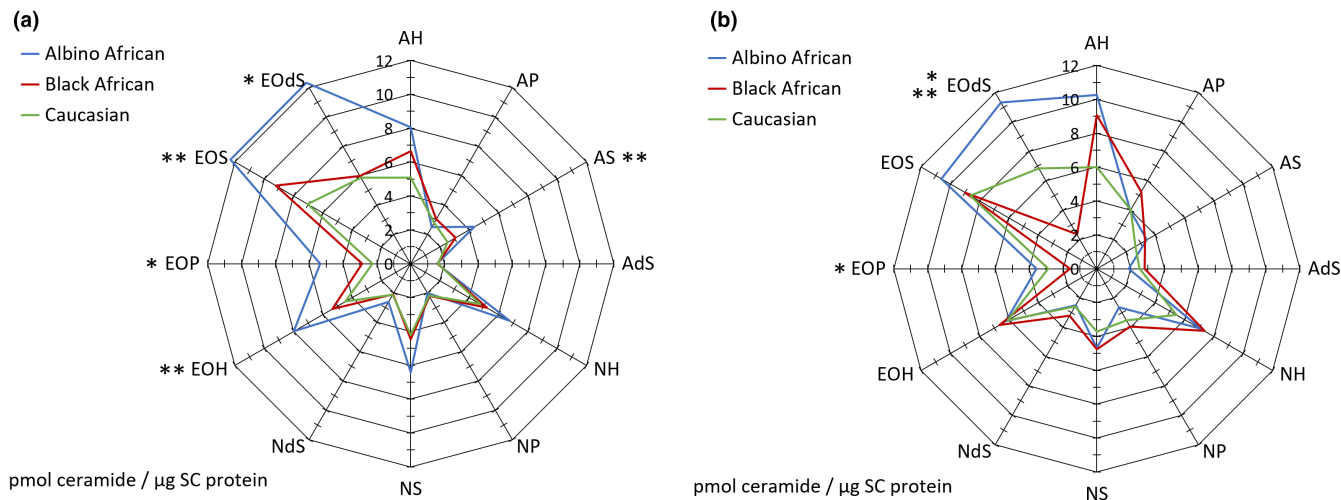 (a)
Albino African
Black African
Caucasian
AH
AP
AS **
AdS
NH
NP
NS
NdS
** EOH
* EOP
** EOS
* EOdS
12
10
8
6
4
2
0
pmol ceramide / µg SC protein
(b)
Albino African
Black African
Caucasian
AH
AP
AS
AdS
NH
NP
NS
NdS
EOH
* EOP
EOS
*
** EOdS
12
10
8
6
4
2
0
pmol ceramide / µg SC protein